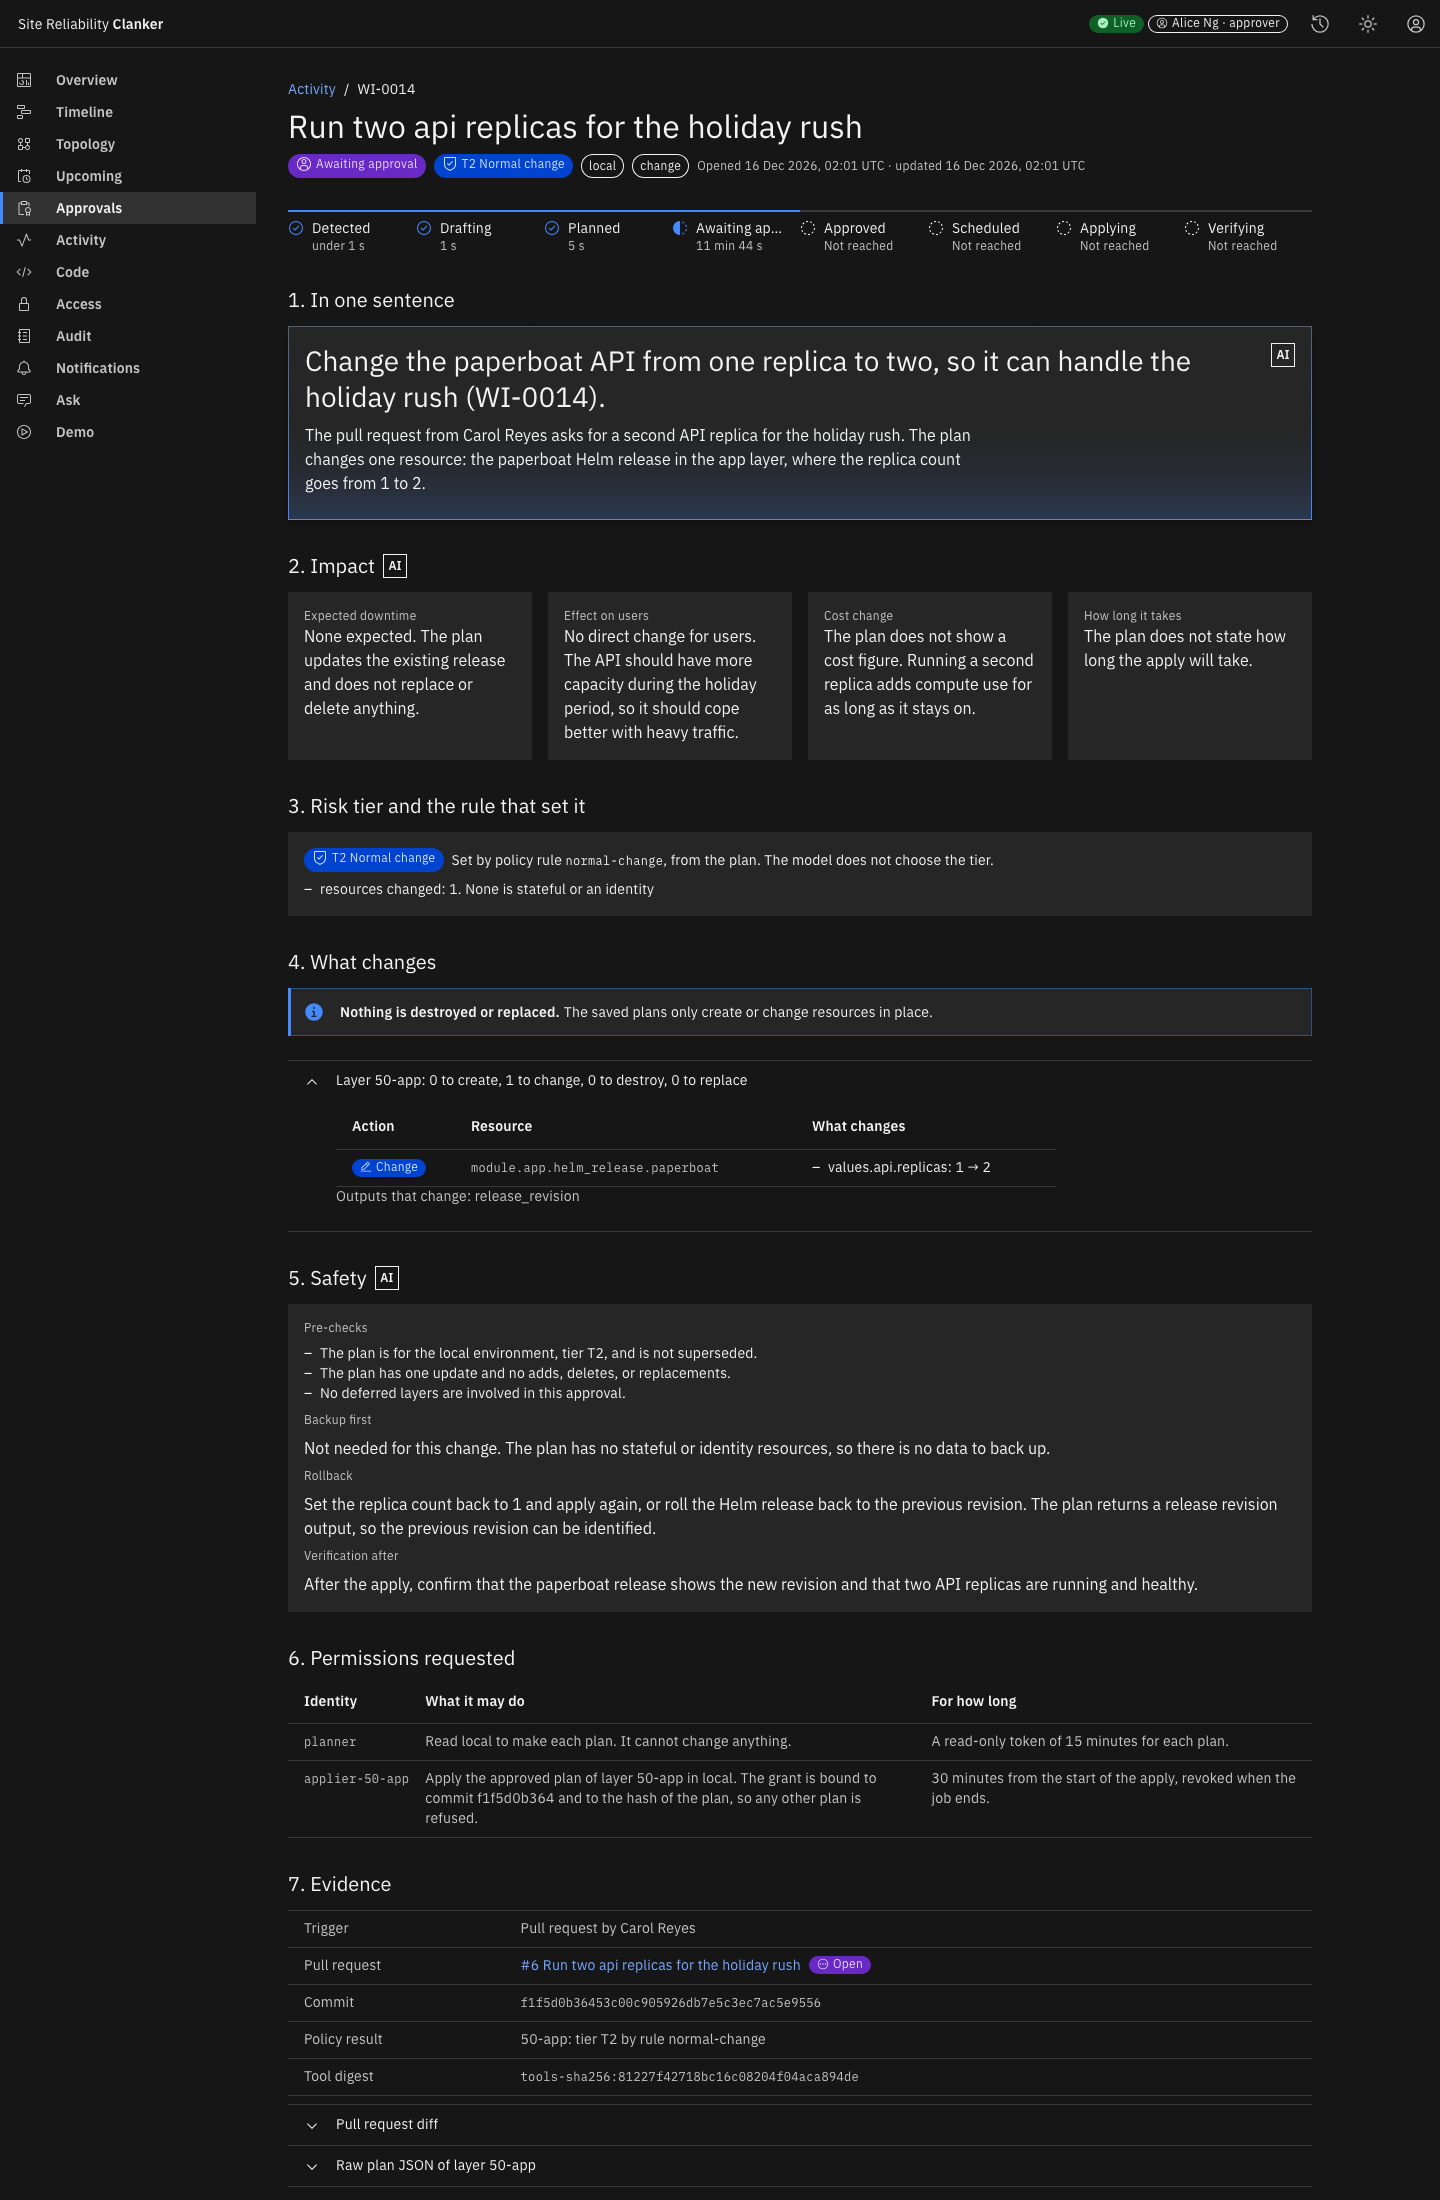 Site Reliability Clanker
Live
Alice Ng · approver
Overview
Timeline
Topology
Upcoming
Approvals
Activity
Code
Access
Audit
Notifications
Ask
Demo
Activity / WI-0014
Run two api replicas for the holiday rush
Awaiting approval T2 Normal change local change Opened 16 Dec 2026, 02:01 UTC · updated 16 Dec 2026, 02:01 UTC
Detected
under 1 s
Drafting
1 s
Planned
5 s
Awaiting ap...
11 min 44 s
Approved
Not reached
Scheduled
Not reached
Applying
Not reached
Verifying
Not reached
1. In one sentence
Change the paperboat API from one replica to two, so it can handle the
holiday rush (WI-0014).
AI
The pull request from Carol Reyes asks for a second API replica for the holiday rush. The plan
changes one resource: the paperboat Helm release in the app layer, where the replica count
goes from 1 to 2.
2. Impact AI
Expected downtime
None expected. The plan
updates the existing release
and does not replace or
delete anything.
Effect on users
No direct change for users.
The API should have more
capacity during the holiday
period, so it should cope
better with heavy traffic.
Cost change
The plan does not show a
cost figure. Running a second
replica adds compute use for
as long as it stays on.
How long it takes
The plan does not state how
long the apply will take.
3. Risk tier and the rule that set it
T2 Normal change Set by policy rule normal-change, from the plan. The model does not choose the tier.
– resources changed: 1. None is stateful or an identity
4. What changes
Nothing is destroyed or replaced. The saved plans only create or change resources in place.
Layer 50-app: 0 to create, 1 to change, 0 to destroy, 0 to replace
Action Resource What changes
Change module.app.helm_release.paperboat – values.api.replicas: 1 → 2
Outputs that change: release_revision
5. Safety AI
Pre-checks
– The plan is for the local environment, tier T2, and is not superseded.
– The plan has one update and no adds, deletes, or replacements.
– No deferred layers are involved in this approval.
Backup first
Not needed for this change. The plan has no stateful or identity resources, so there is no data to back up.
Rollback
Set the replica count back to 1 and apply again, or roll the Helm release back to the previous revision. The plan returns a release revision
output, so the previous revision can be identified.
Verification after
After the apply, confirm that the paperboat release shows the new revision and that two API replicas are running and healthy.
6. Permissions requested
Identity What it may do For how long
planner Read local to make each plan. It cannot change anything. A read-only token of 15 minutes for each plan.
applier-50-app Apply the approved plan of layer 50-app in local. The grant is bound to
commit f1f5d0b364 and to the hash of the plan, so any other plan is
refused.
30 minutes from the start of the apply, revoked when the
job ends.
7. Evidence
Trigger Pull request by Carol Reyes
Pull request #6 Run two api replicas for the holiday rush Open
Commit f1f5d0b36453c00c905926db7e5c3ec7ac5e9556
Policy result 50-app: tier T2 by rule normal-change
Tool digest tools-sha256:81227f42718bc16c08204f04aca894de
Pull request diff
Raw plan JSON of layer 50-app